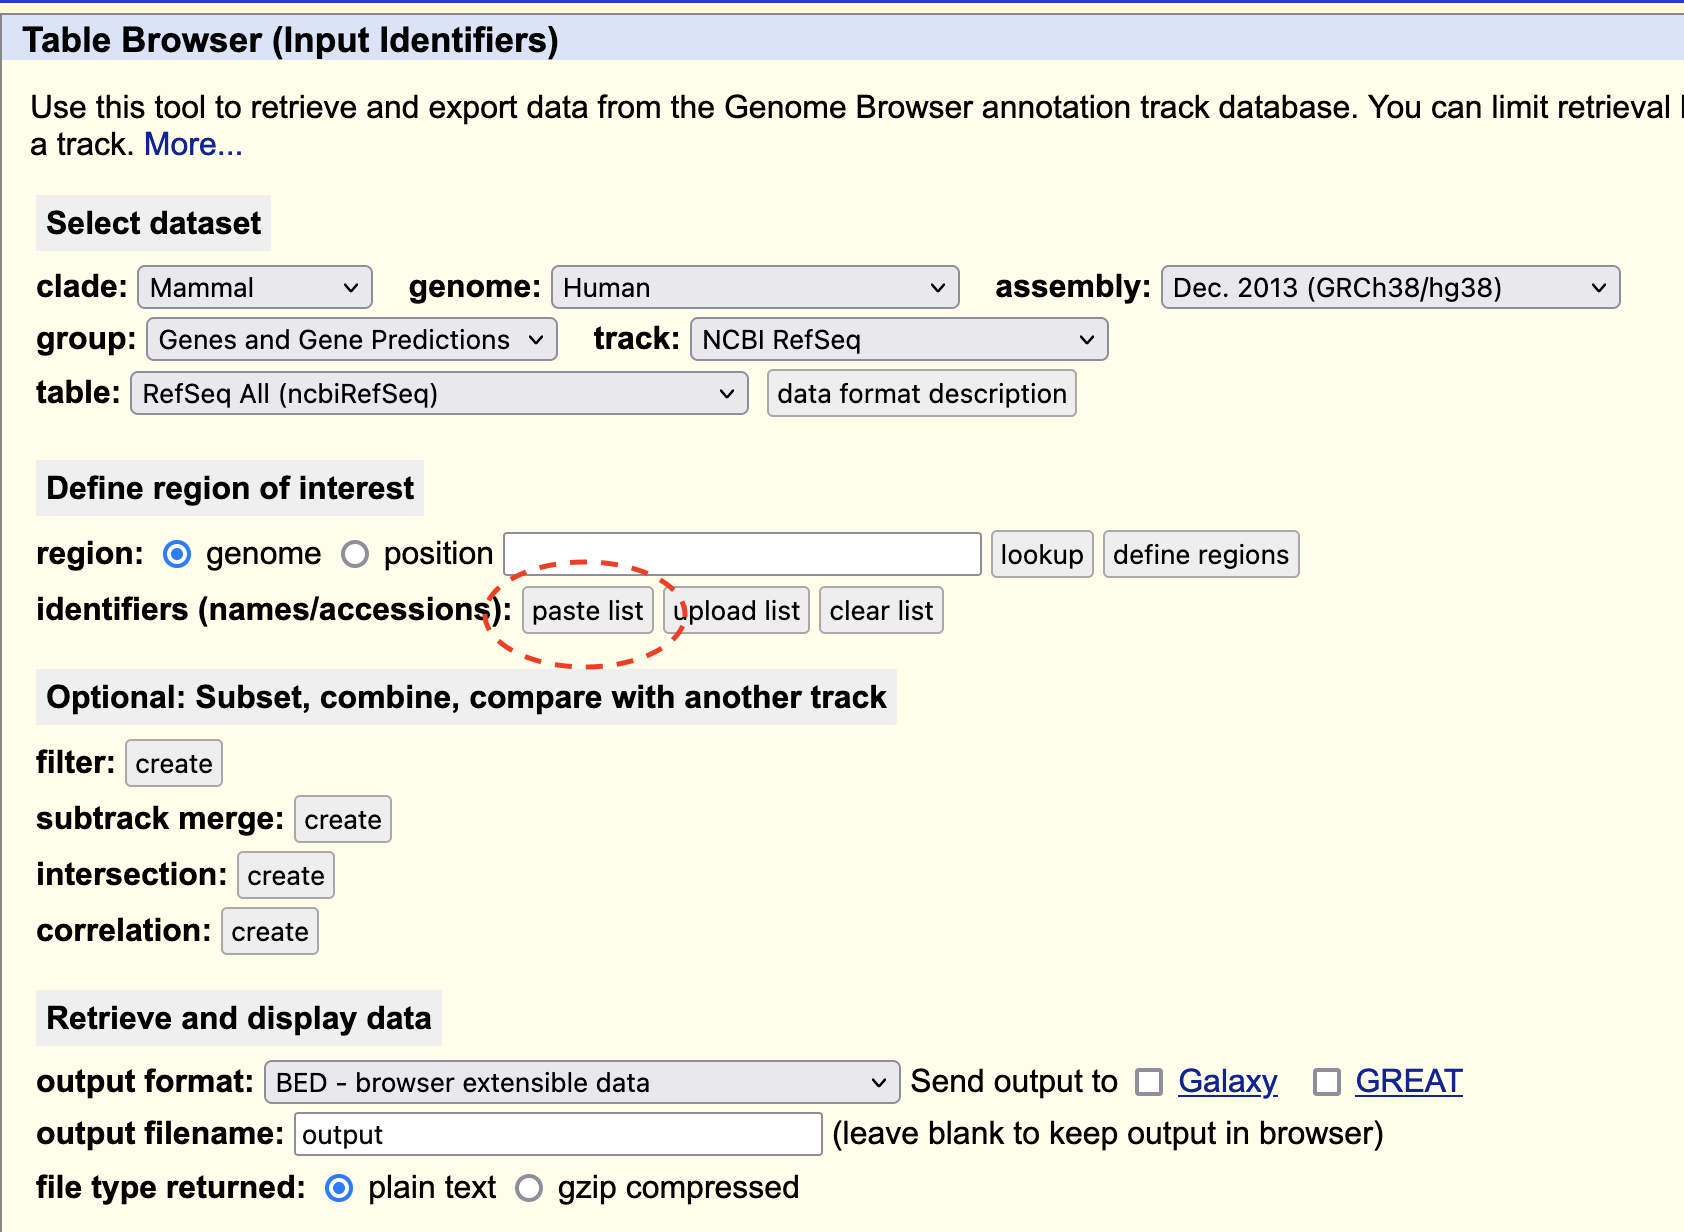 Table Browser (Input Identifiers)
Use this tool to retrieve and export data from the Genome Browser annotation track database. You can limit retrieval
a track. More...
Select dataset
clade: Mammal genome: Human assembly: Dec. 2013 (GRCh38/hg38)
group: Genes and Gene Predictions track: NCBI RefSeq
table: RefSeq All (ncbiRefSeq) data format description
Define region of interest
region: genome position lookup define regions
identifiers (names/accessions): paste list upload list clear list
Optional: Subset, combine, compare with another track
filter: create
subtrack merge: create
intersection: create
correlation: create
Retrieve and display data
output format: BED - browser extensible data Send output to Galaxy GREAT
output filename: output (leave blank to keep output in browser)
file type returned: plain text gzip compressed